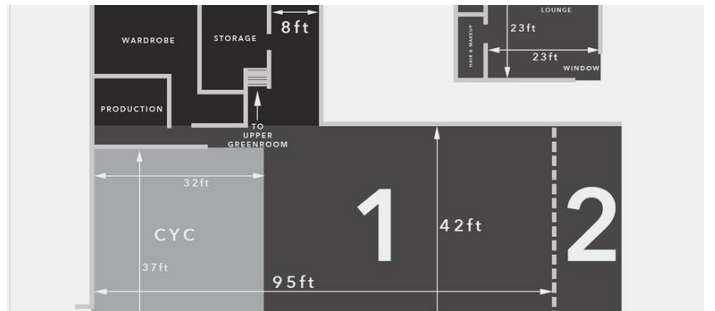 LOUNGE
8ft
23ft
WARDROBE
STORAGE
HAIR & MAKEUP
23ft
WINDOW
PRODUCTION
TO
UPPER
GREENROOM
32ft
1
2
42ft
CYC
37ft
95ft